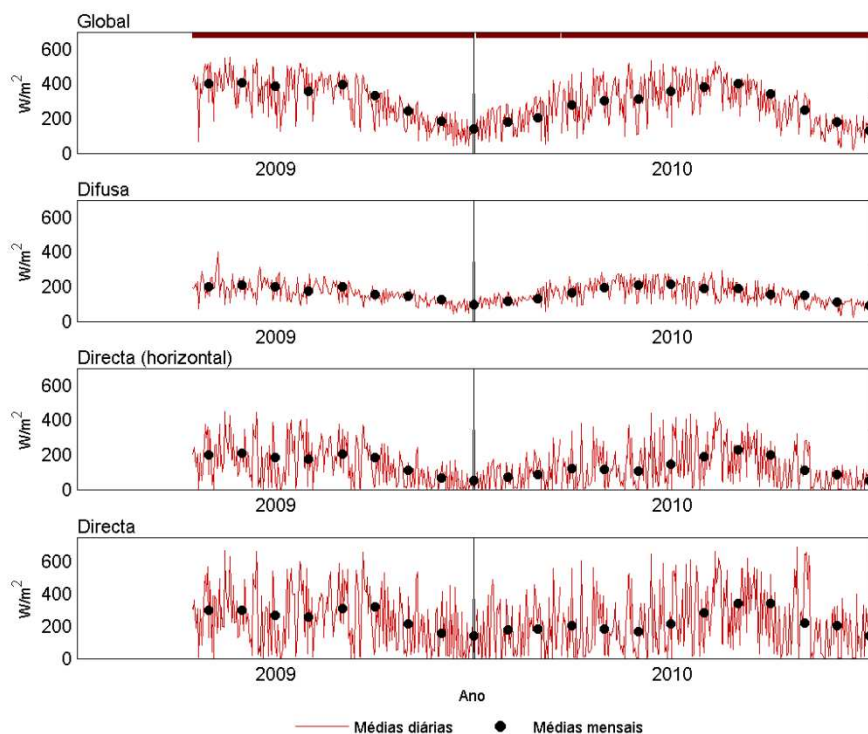 Global
600
400
200
0
W/m²
2009
2010
Difusa
600
400
200
0
W/m²
2009
2010
Directa (horizontal)
600
400
200
0
W/m²
2009
2010
Directa
600
400
200
0
W/m²
2009
2010
Ano
Médias diárias
Médias mensais